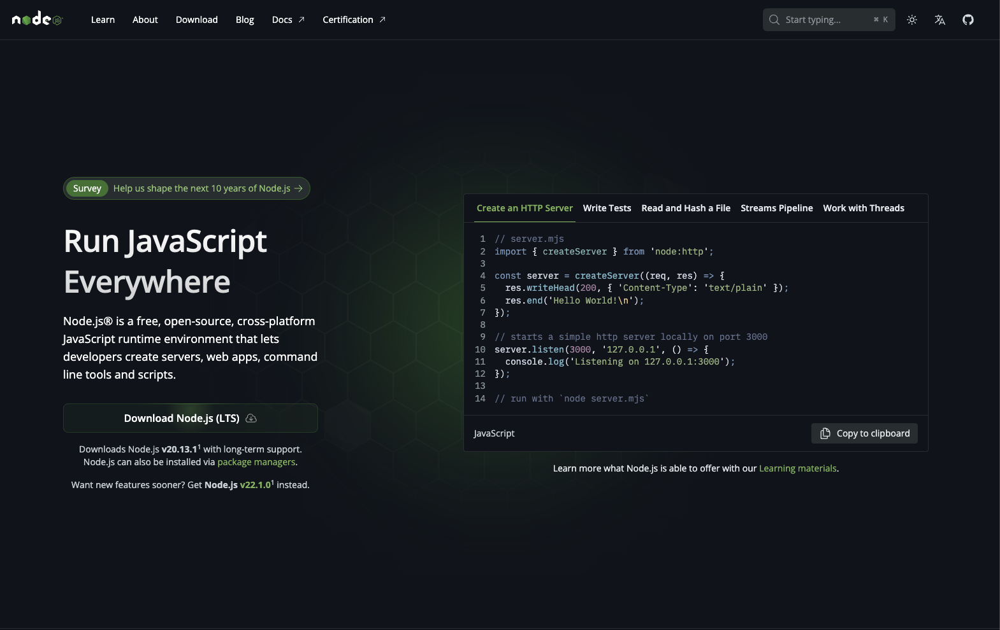 node JS
Learn About Download Blog Docs Certification
Start typing... ⌘ K
Survey Help us shape the next 10 years of Node.js
Run JavaScript
Everywhere
Node.js® is a free, open-source, cross-platform
JavaScript runtime environment that lets
developers create servers, web apps, command
line tools and scripts.
Download Node.js (LTS)
Downloads Node.js v20.13.1¹ with long-term support.
Node.js can also be installed via package managers.
Want new features sooner? Get Node.js v22.1.0¹ instead.
Create an HTTP Server Write Tests Read and Hash a File Streams Pipeline Work with Threads
1 // server.mjs
2 import { createServer } from 'node:http';
3
4 const server = createServer((req, res) => {
5   res.writeHead(200, { 'Content-Type': 'text/plain' });
6   res.end('Hello World!\n');
7 });
8
9 // starts a simple http server locally on port 3000
10 server.listen(3000, '127.0.0.1', () => {
11   console.log('Listening on 127.0.0.1:3000');
12 });
13
14 // run with `node server.mjs`
JavaScript
Copy to clipboard
Learn more what Node.js is able to offer with our Learning materials.